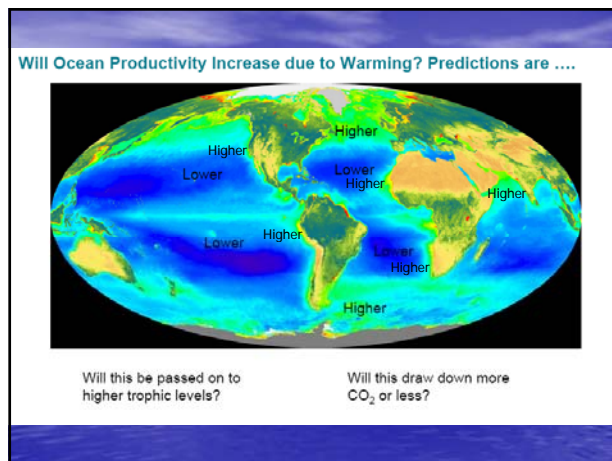 Will Ocean Productivity Increase due to Warming? Predictions are ....
Higher
Higher
Lower
Lower
Higher
Higher
Higher
Lower
Lower
Higher
Higher
Will this be passed on to
higher trophic levels?
Will this draw down more
CO₂ or less?